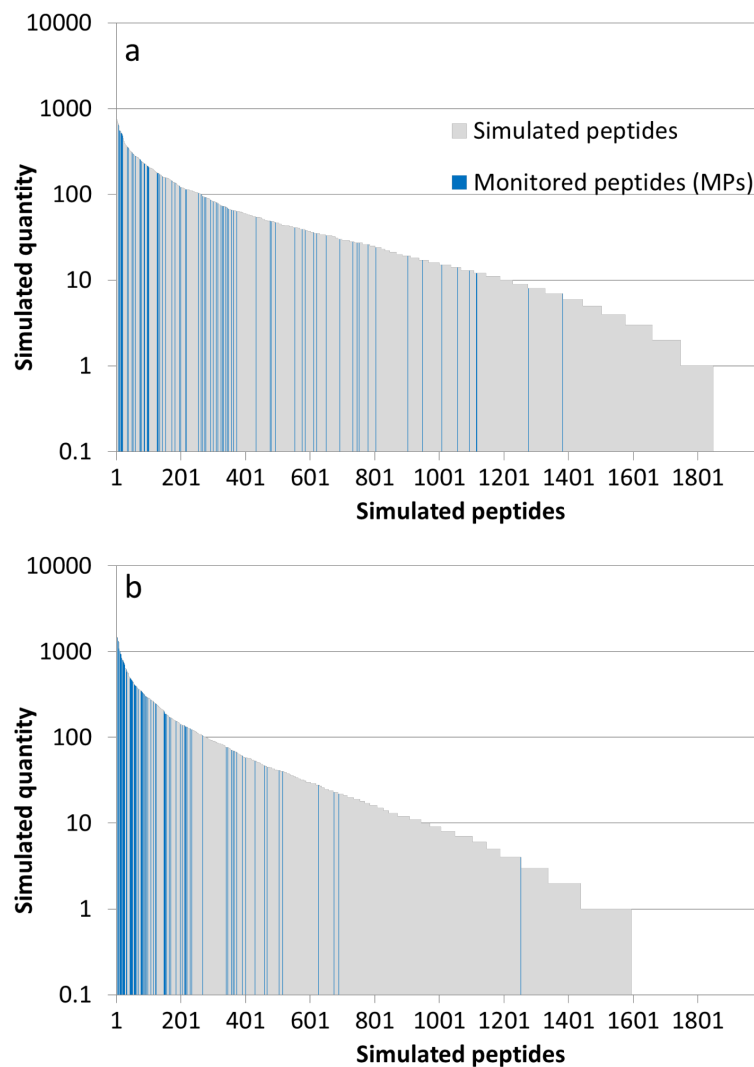 a
10000
1000
100
10
1
0.1
Simulated quantity
Simulated peptides
Monitored peptides (MPs)
1 201 401 601 801 1001 1201 1401 1601 1801
Simulated peptides
b
10000
1000
100
10
1
0.1
Simulated quantity
1 201 401 601 801 1001 1201 1401 1601 1801
Simulated peptides